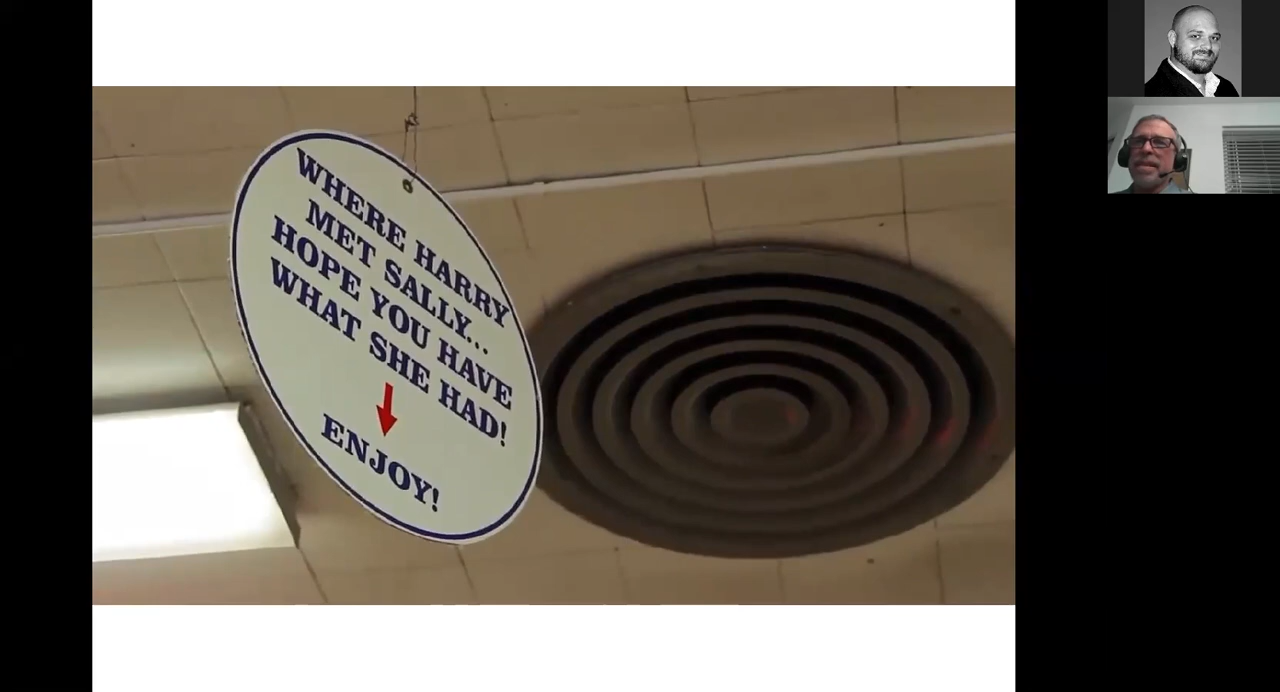 WHERE HARRY
MET SALLY...
HOPE YOU HAVE
WHAT SHE HAD!
ENJOY!